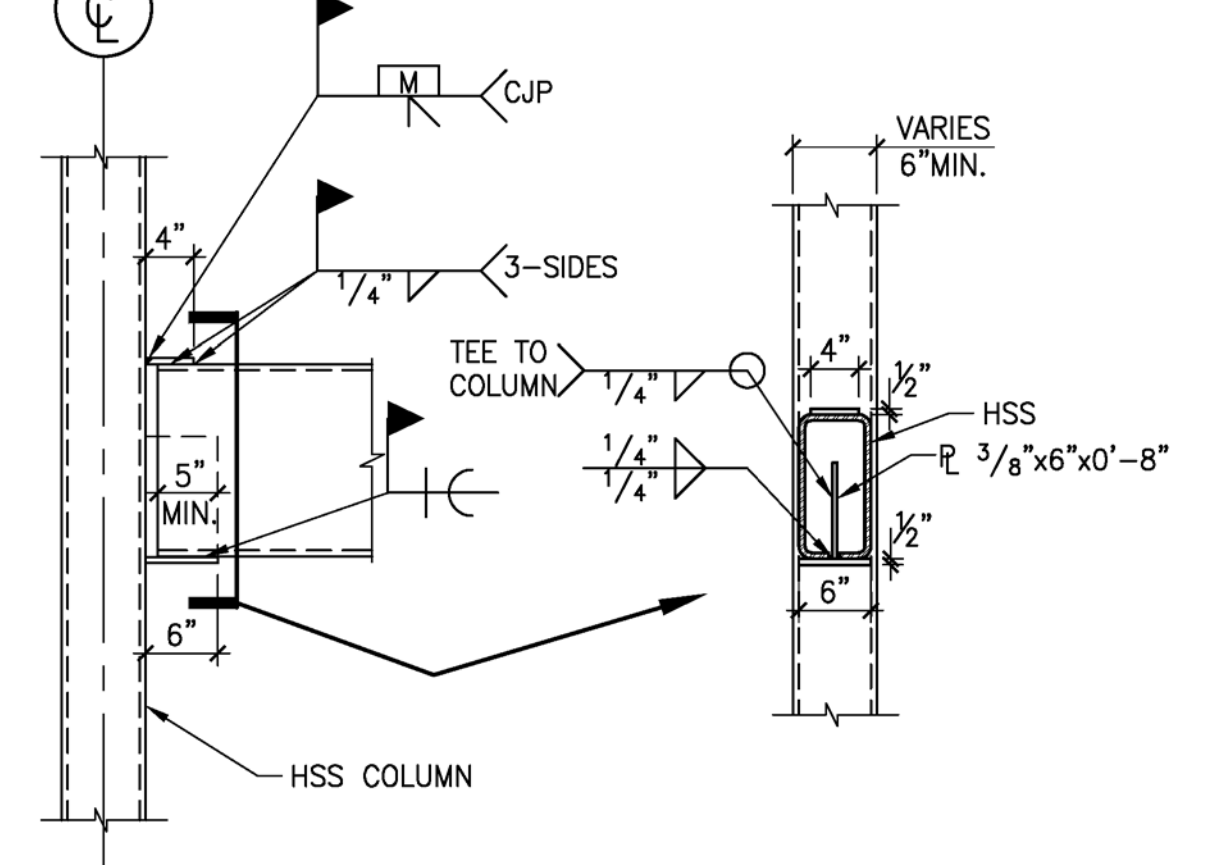 ℄
M
CJP
VARIES
6"MIN.
4"
1/4"
3-SIDES
TEE TO
COLUMN
1/4"
4"
1/2"
HSS
1/4"
1/4"
℄ 3/8"x6"x0'-8"
5"
MIN.
1/2"
6"
6"
HSS COLUMN